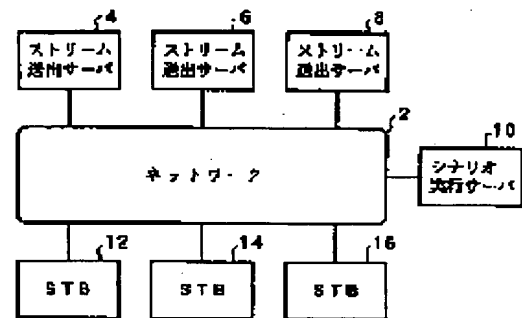 4
6
8
ストリーム
送出サーバ
ストリーム
送出サーバ
ストリーム
送出サーバ
2
ネットワーク
10
シナリオ
実行サーバ
12
14
16
STB
STB
STB